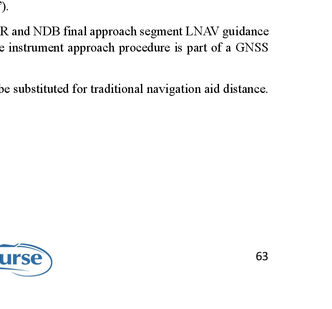 ").
R and NDB final approach segment LNAV guidance
e instrument approach procedure is part of a GNSS
be substituted for traditional navigation aid distance.
urse
63